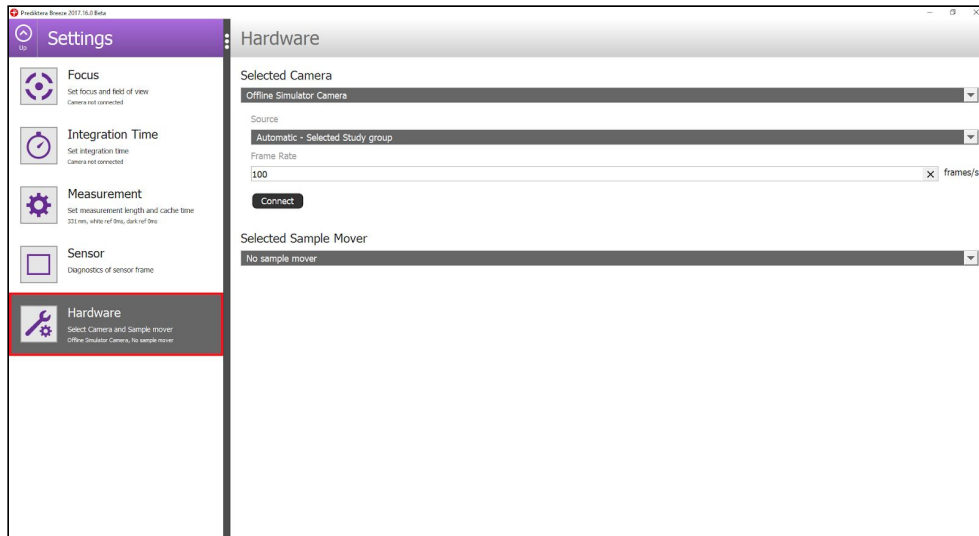 Prediktera Breeze 2017.16.0 Beta
Up
Settings
Focus
Set focus and field of view
Camera not connected
Integration Time
Set integration time
Camera not connected
Measurement
Set measurement length and cache time
331 mm, white ref 0ms, dark ref 0ms
Sensor
Diagnostics of sensor frame
Hardware
Select Camera and Sample mover
Offline Simulator Camera, No sample mover
Hardware
Selected Camera
Offline Simulator Camera
Source
Automatic - Selected Study group
Frame Rate
100 frames/s
Connect
Selected Sample Mover
No sample mover